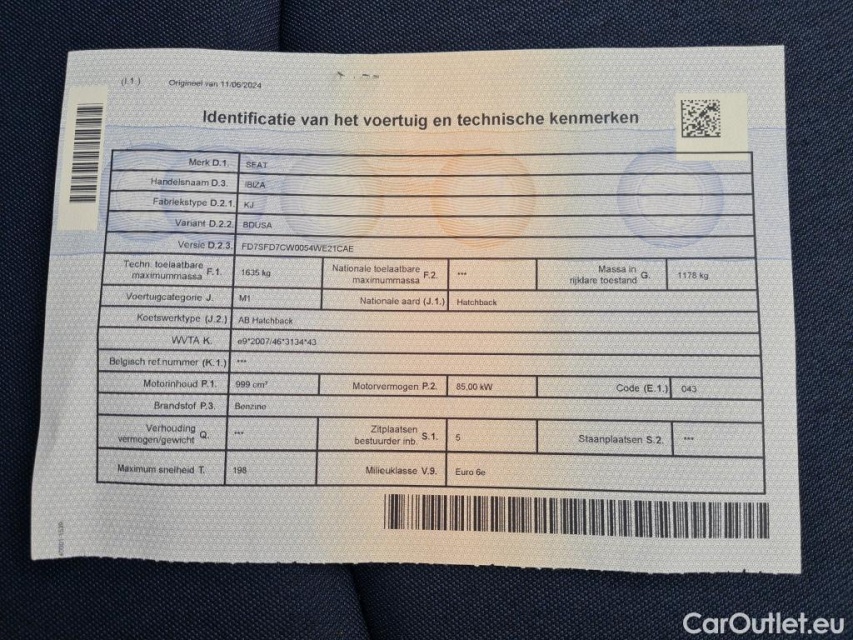 (I.1.) Origineel van 11/06/2024
Identificatie van het voertuig en technische kenmerken
Merk D.1. SEAT
Handelsnaam D.3. IBIZA
Fabriekstype D.2.1. KJ
Variant D.2.2. BDUSA
Versie D.2.3. FD7SFD7CW0054WE21CAE
Techn. toelaatbare maximummassa F.1. 1635 kg Nationale toelaatbare maximummassa F.2. *** Massa in rijklare toestand G. 1178 kg
Voertuigcategorie J. M1 Nationale aard (J.1.) Hatchback
Koetswerktype (J.2.) AB Hatchback
WVTA K. e9*2007/46*3134*43
Belgisch ref.nummer (K.1.) ***
Motorinhoud P.1. 999 cm³ Motorvermogen P.2. 85,00 kW Code (E.1.) 043
Brandstof P.3. Benzine
Verhouding vermogen/gewicht Q. *** Zitplaatsen bestuurder inb. S.1. 5 Staanplaatsen S.2. ***
Maximum snelheid T. 198 Milieuklasse V.9. Euro 6e
CarOutlet.eu